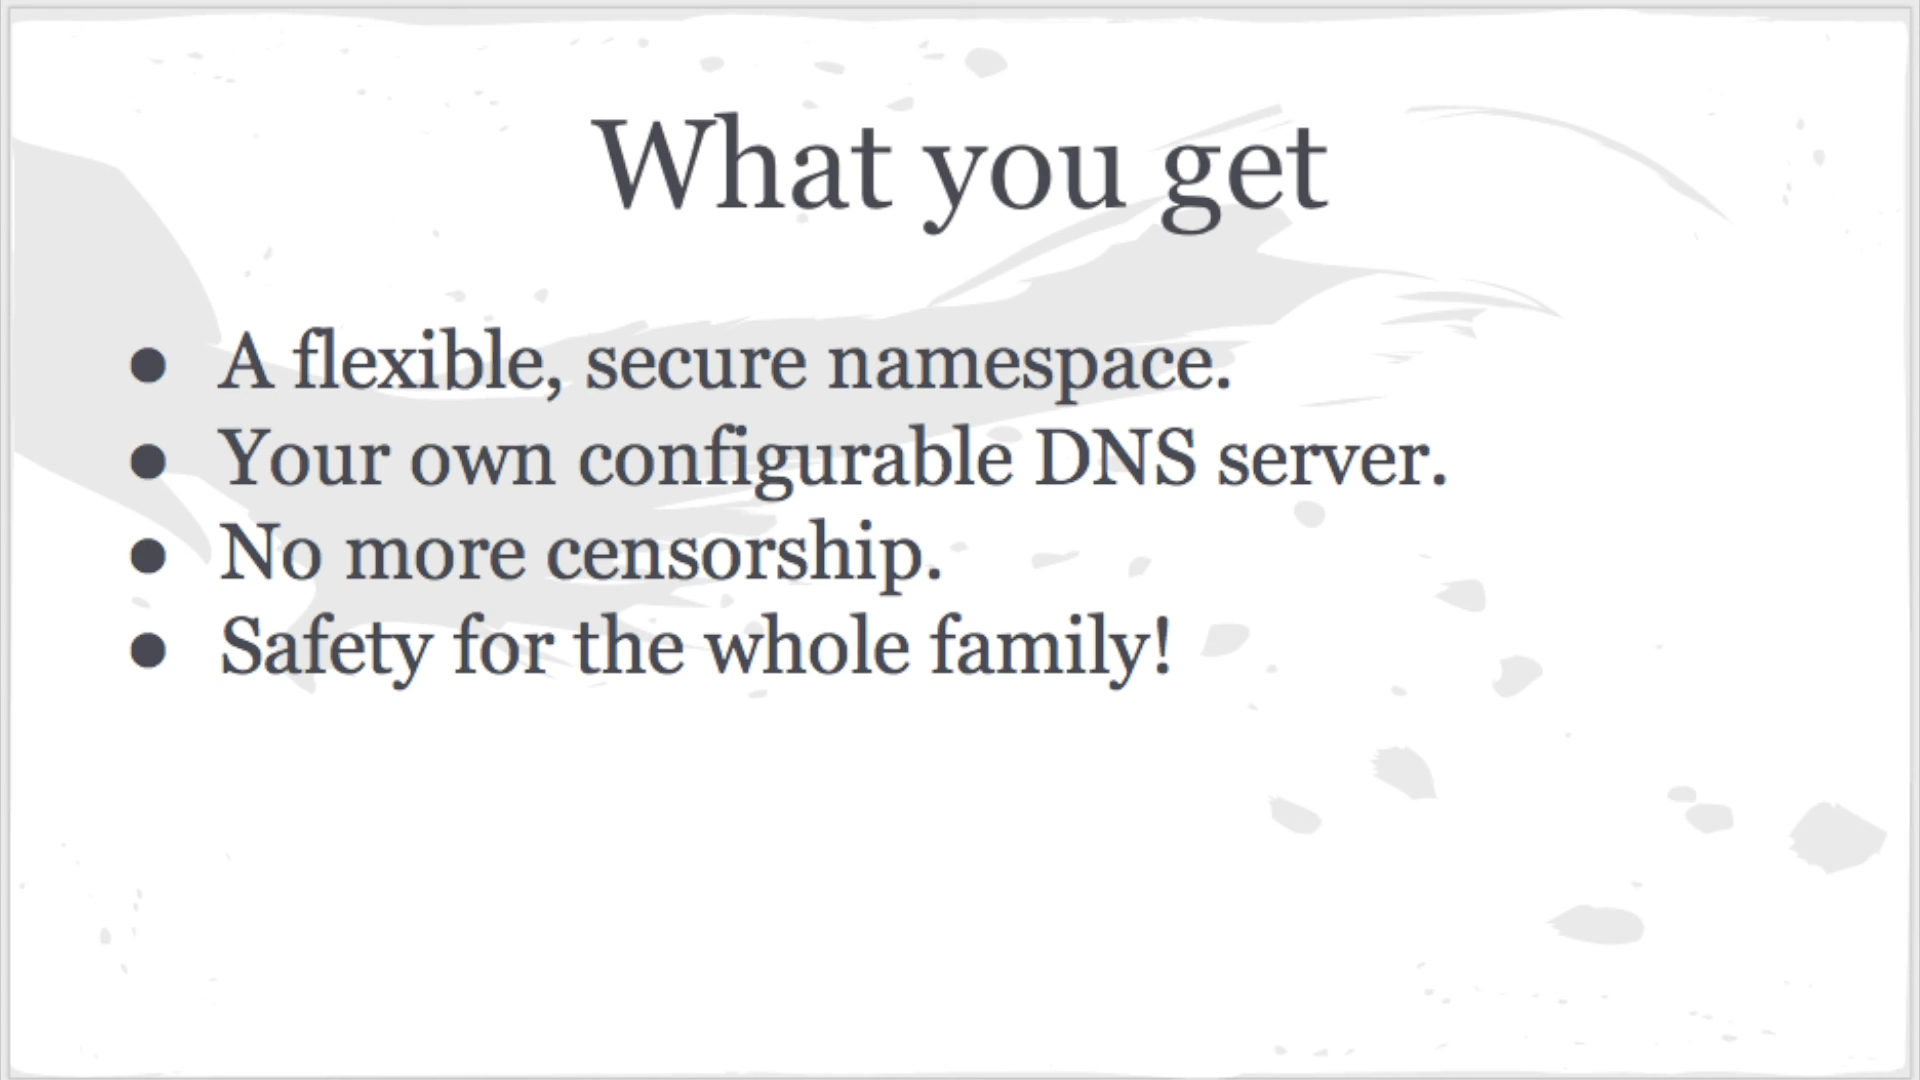 What you get
● A flexible, secure namespace.
● Your own configurable DNS server.
● No more censorship.
● Safety for the whole family!